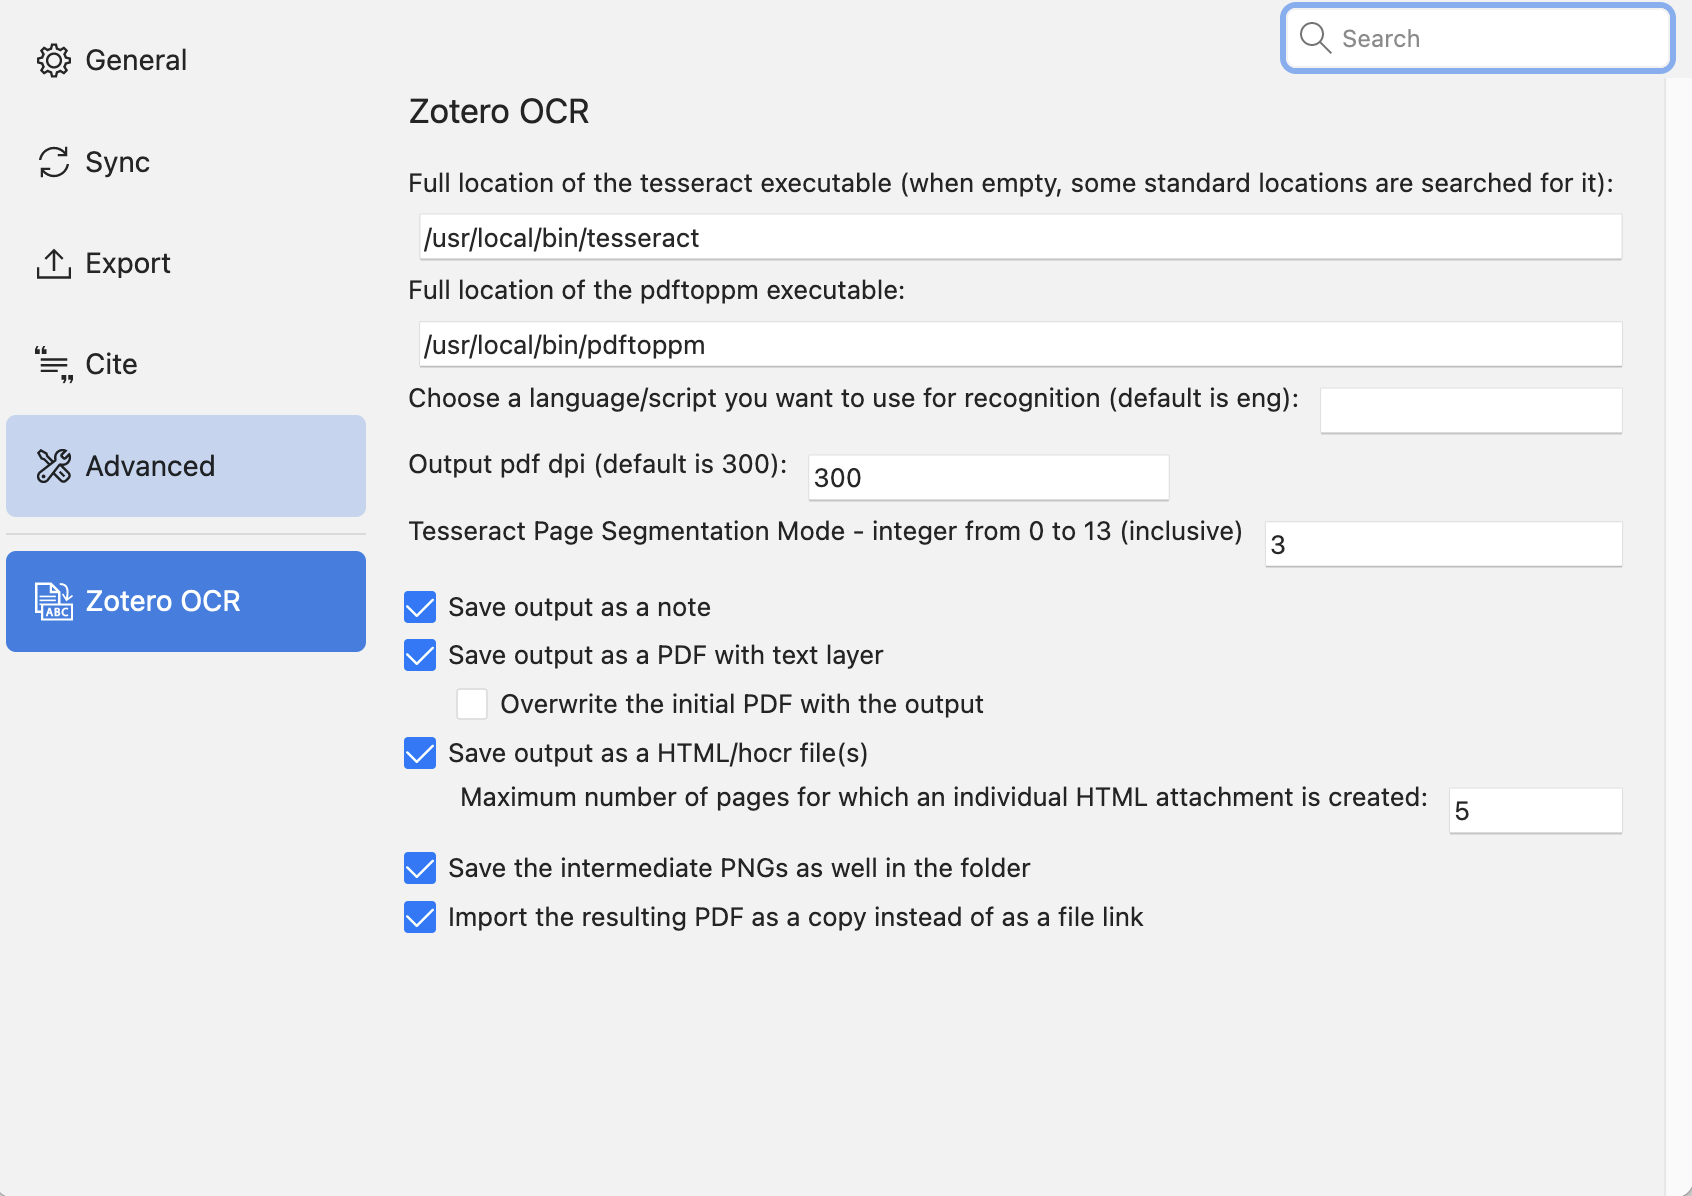 General
Sync
Export
Cite
Advanced
ABC
Zotero OCR
Search
Zotero OCR
Full location of the tesseract executable (when empty, some standard locations are searched for it):
/usr/local/bin/tesseract
Full location of the pdftoppm executable:
/usr/local/bin/pdftoppm
Choose a language/script you want to use for recognition (default is eng):
Output pdf dpi (default is 300): 300
Tesseract Page Segmentation Mode - integer from 0 to 13 (inclusive) 3
Save output as a note
Save output as a PDF with text layer
Overwrite the initial PDF with the output
Save output as a HTML/hocr file(s)
Maximum number of pages for which an individual HTML attachment is created: 5
Save the intermediate PNGs as well in the folder
Import the resulting PDF as a copy instead of as a file link